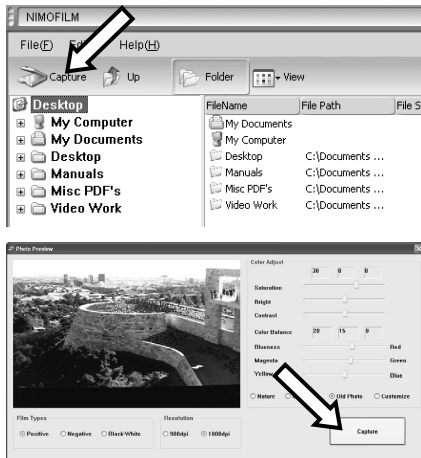 NIMOFILM
File(F) Help(H)
Capture Up Folder View
Desktop
My Computer
My Documents
Desktop
Manuals
Misc PDF's
Video Work
FileName File Path File S
My Documents
My Computer
Desktop C:\Documents ...
Manuals C:\Documents ...
Misc PDF's C:\Documents ...
Video Work C:\Documents ...
Photo Preview
Color Adjust
30 0 0
Saturation
Bright
Contrast
Color Balance 20 15 0
Blueness Red
Magenta Green
Yellow Blue
Nature Old Photo Customize
Film Types
Positive Negative Black-White
Resolution
900dpi 1800dpi
Capture